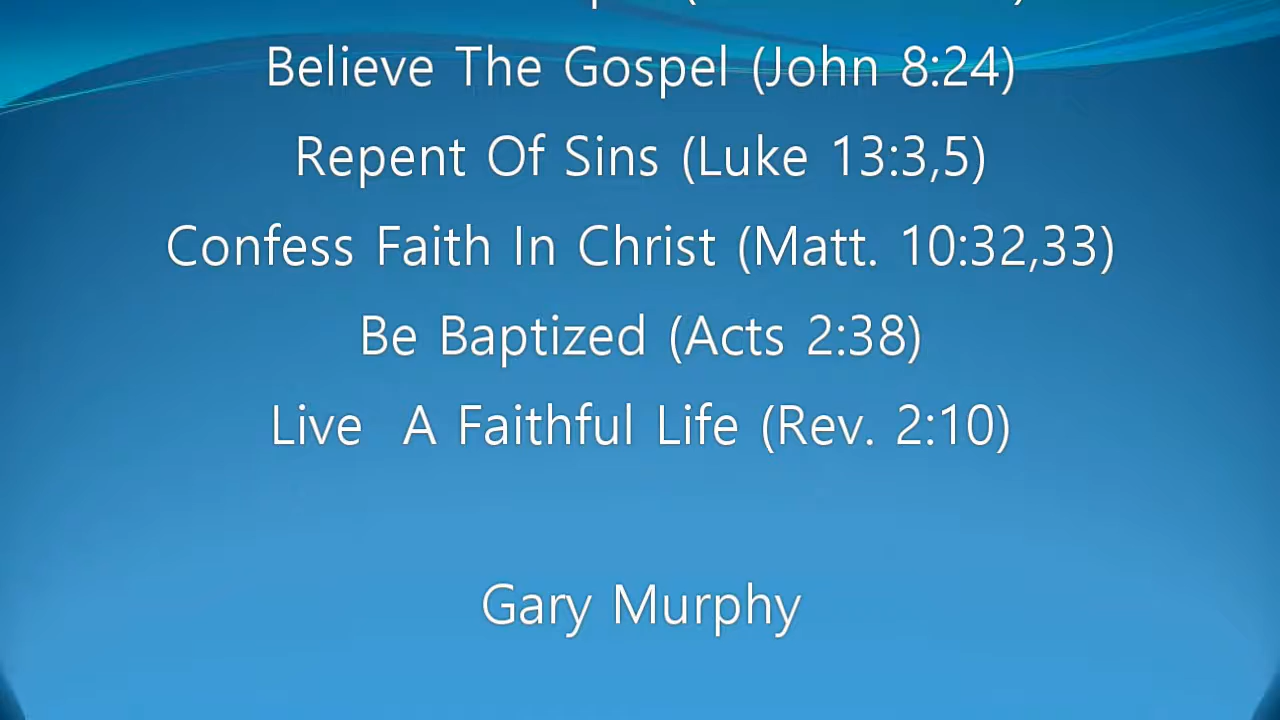 Believe The Gospel (John 8:24)
Repent Of Sins (Luke 13:3,5)
Confess Faith In Christ (Matt. 10:32,33)
Be Baptized (Acts 2:38)
Live  A Faithful Life (Rev. 2:10)
Gary Murphy